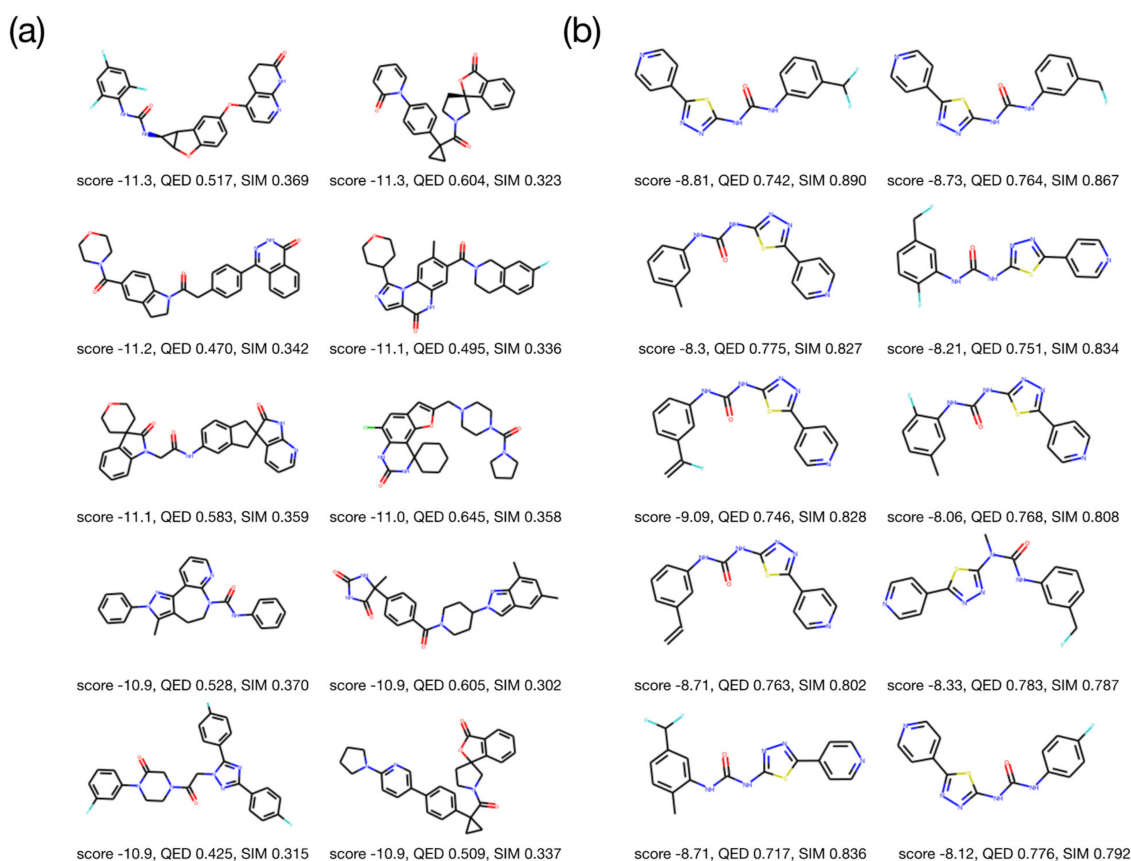 (a)
(b)
score -11.3, QED 0.517, SIM 0.369
score -11.3, QED 0.604, SIM 0.323
score -8.81, QED 0.742, SIM 0.890
score -8.73, QED 0.764, SIM 0.867
score -11.2, QED 0.470, SIM 0.342
score -11.1, QED 0.495, SIM 0.336
score -8.3, QED 0.775, SIM 0.827
score -8.21, QED 0.751, SIM 0.834
score -11.1, QED 0.583, SIM 0.359
score -11.0, QED 0.645, SIM 0.358
score -9.09, QED 0.746, SIM 0.828
score -8.06, QED 0.768, SIM 0.808
score -10.9, QED 0.528, SIM 0.370
score -10.9, QED 0.605, SIM 0.302
score -8.71, QED 0.763, SIM 0.802
score -8.33, QED 0.783, SIM 0.787
score -10.9, QED 0.425, SIM 0.315
score -10.9, QED 0.509, SIM 0.337
score -8.71, QED 0.717, SIM 0.836
score -8.12, QED 0.776, SIM 0.792